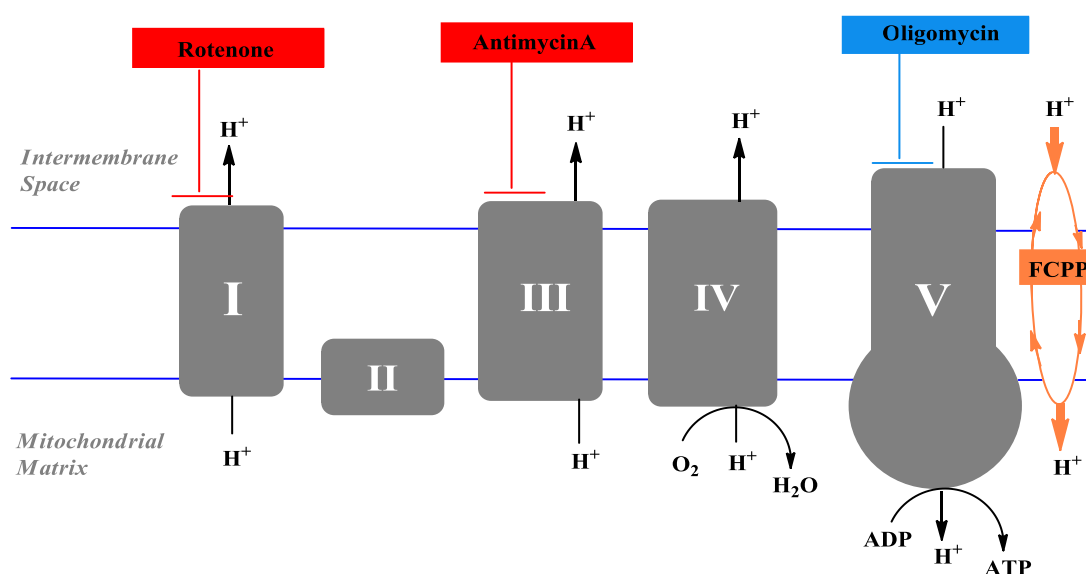 Rotenone
AntimycinA
Oligomycin
H+
H+
H+
H+
H+
Intermembrane
Space
I
II
III
IV
V
FCPP
Mitochondrial
Matrix
H+
H+
O2
H+
H2O
H+
ADP
H+
ATP